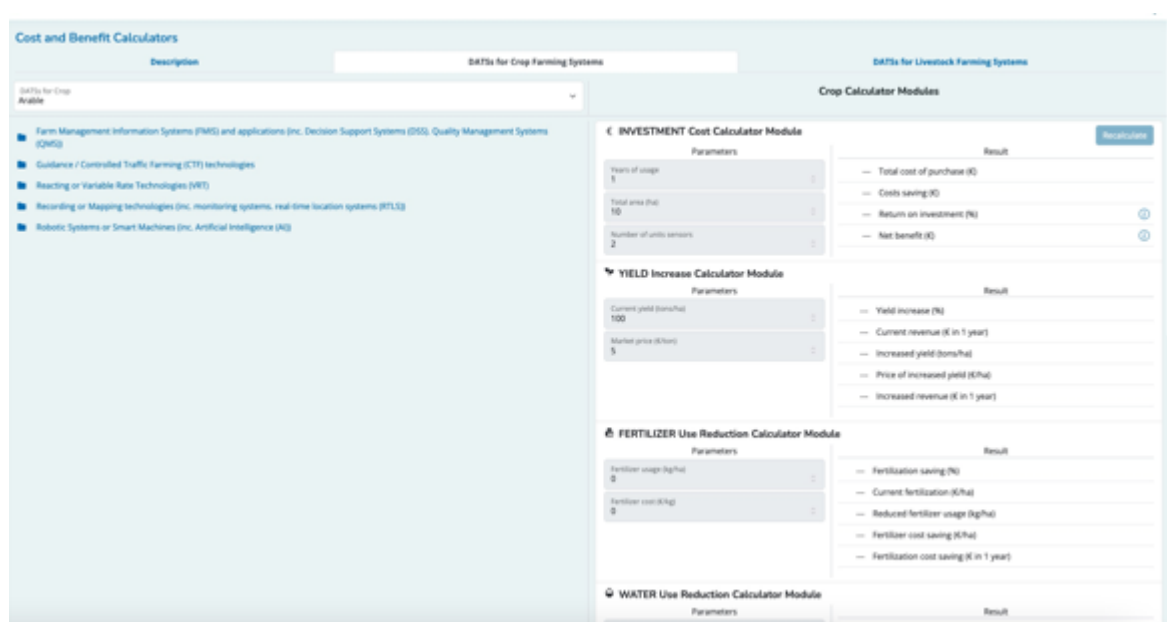 Cost and Benefit Calculators
Description
DATSs for Crop Farming Systems
DATSs for Livestock Farming Systems
DATSs for Crop
Arable
Farm Management Information Systems (FMIS) and applications (inc. Decision Support Systems (DSS), Quality Management Systems
(QMS))
Guidance / Controlled Traffic Farming (CTF) technologies
Reacting or Variable Rate Technologies (VRT)
Recording or Mapping technologies (inc. monitoring systems, real-time location systems (RTLS))
Robotic Systems or Smart Machines (inc. Artificial Intelligence (AI))
Crop Calculator Modules
€ INVESTMENT Cost Calculator Module
Recalculate
Parameters
Result
Years of usage
1
Total area (ha)
10
Number of units sensors
2
— Total cost of purchase (€)
— Costs saving (€)
— Return on investment (%)
— Net benefit (€)
YIELD Increase Calculator Module
Parameters
Result
Current yield (tons/ha)
100
Market price (€/ton)
5
— Yield increase (%)
— Current revenue (€ in 1 year)
— Increased yield (tons/ha)
— Price of increased yield (€/ha)
— Increased revenue (€ in 1 year)
FERTILIZER Use Reduction Calculator Module
Parameters
Result
Fertilizer usage (kg/ha)
0
Fertilizer cost (€/kg)
0
— Fertilization saving (%)
— Current fertilization (€/ha)
— Reduced fertilizer usage (kg/ha)
— Fertilizer cost saving (€/ha)
— Fertilization cost saving (€ in 1 year)
WATER Use Reduction Calculator Module
Parameters
Result